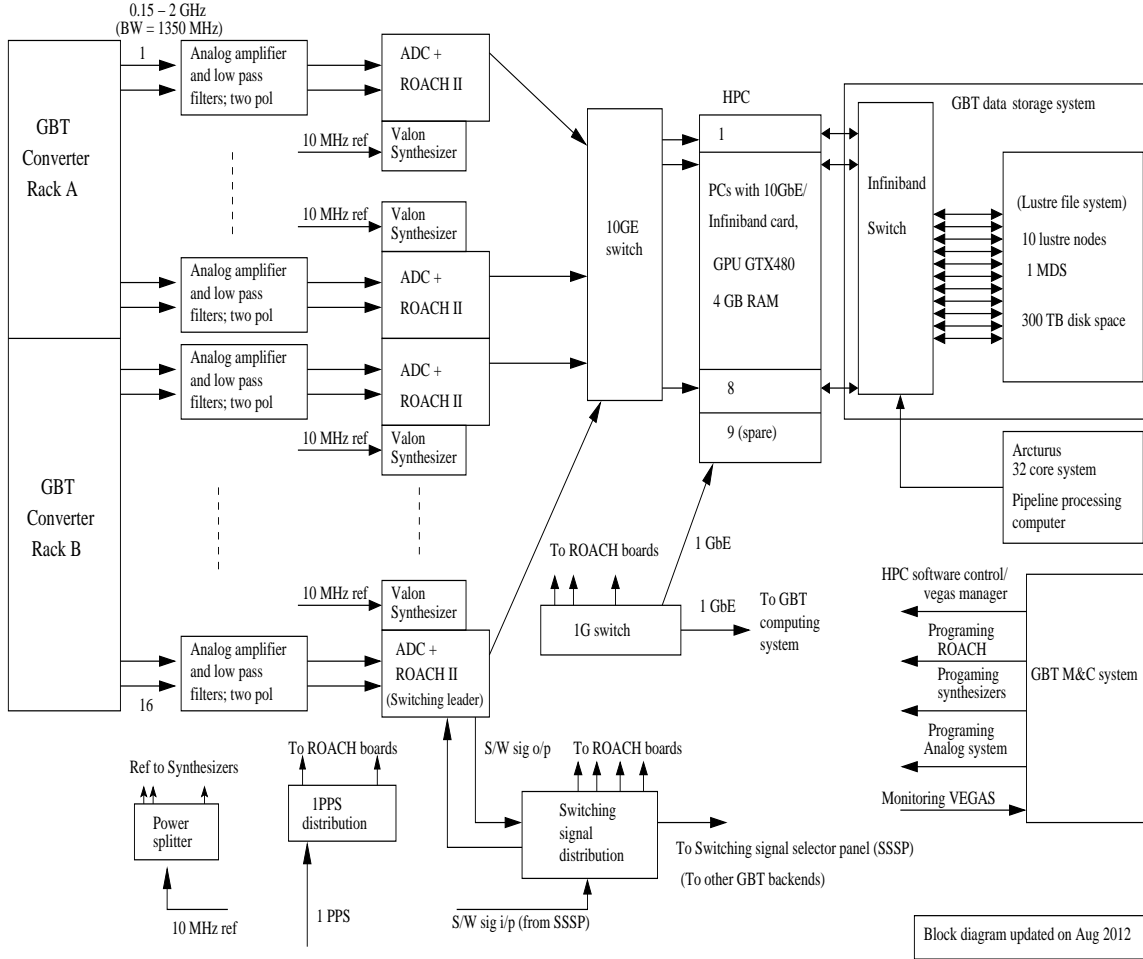 0.15 – 2 GHz
(BW = 1350 MHz)
1
GBT
Converter
Rack A
Analog amplifier
and low pass
filters; two pol
ADC +
ROACH II
10 MHz ref
Valon
Synthesizer
10 MHz ref
Valon
Synthesizer
Analog amplifier
and low pass
filters; two pol
ADC +
ROACH II
GBT
Converter
Rack B
Analog amplifier
and low pass
filters; two pol
ADC +
ROACH II
10 MHz ref
Valon
Synthesizer
10 MHz ref
Valon
Synthesizer
Analog amplifier
and low pass
filters; two pol
16
ADC +
ROACH II
(Switching leader)
10GE
switch
HPC
1
PCs with 10GbE/
Infiniband card,
GPU GTX480
4 GB RAM
8
9 (spare)
GBT data storage system
Infiniband
Switch
(Lustre file system)
10 lustre nodes
1 MDS
300 TB disk space
Arcturus
32 core system
Pipeline processing
computer
To ROACH boards
1 GbE
1G switch
1 GbE
To GBT
computing
system
HPC software control/
vegas manager
Programing
ROACH
Progaming
synthesizers
Programing
Analog system
Monitoring VEGAS
GBT M&C system
Ref to Synthesizers
Power
splitter
10 MHz ref
To ROACH boards
1PPS
distribution
1 PPS
S/W sig o/p
To ROACH boards
Switching
signal
distribution
S/W sig i/p (from SSSP)
To Switching signal selector panel (SSSP)
(To other GBT backends)
Block diagram updated on Aug 2012